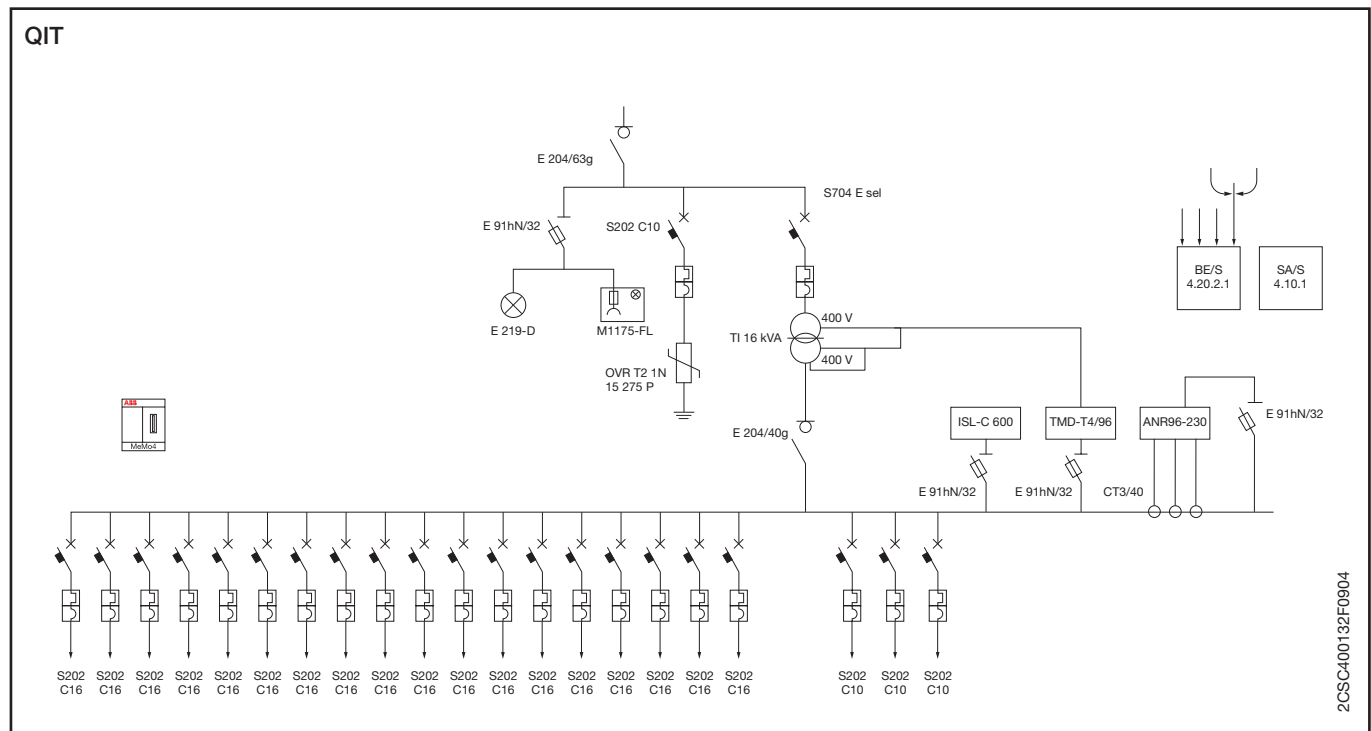 QIT
E 204/63g
S704 E sel
E 91hN/32
S202 C10
BE/S
4.20.2.1
SA/S
4.10.1
E 219-D
M1175-FL
400 V
TI 16 kVA
400 V
OVR T2 1N
15 275 P
ABB
MeMo4
E 204/40g
ISL-C 600
TMD-T4/96
ANR96-230
E 91hN/32
E 91hN/32
E 91hN/32
CT3/40
S202 S202 S202 S202 S202 S202 S202 S202 S202 S202 S202 S202 S202 S202 S202 S202 S202 S202 S202 S202 S202
C16 C16 C16 C16 C16 C16 C16 C16 C16 C16 C16 C16 C16 C16 C16 C16 C16 C16 C10 C10 C10
2CSC400132F0904